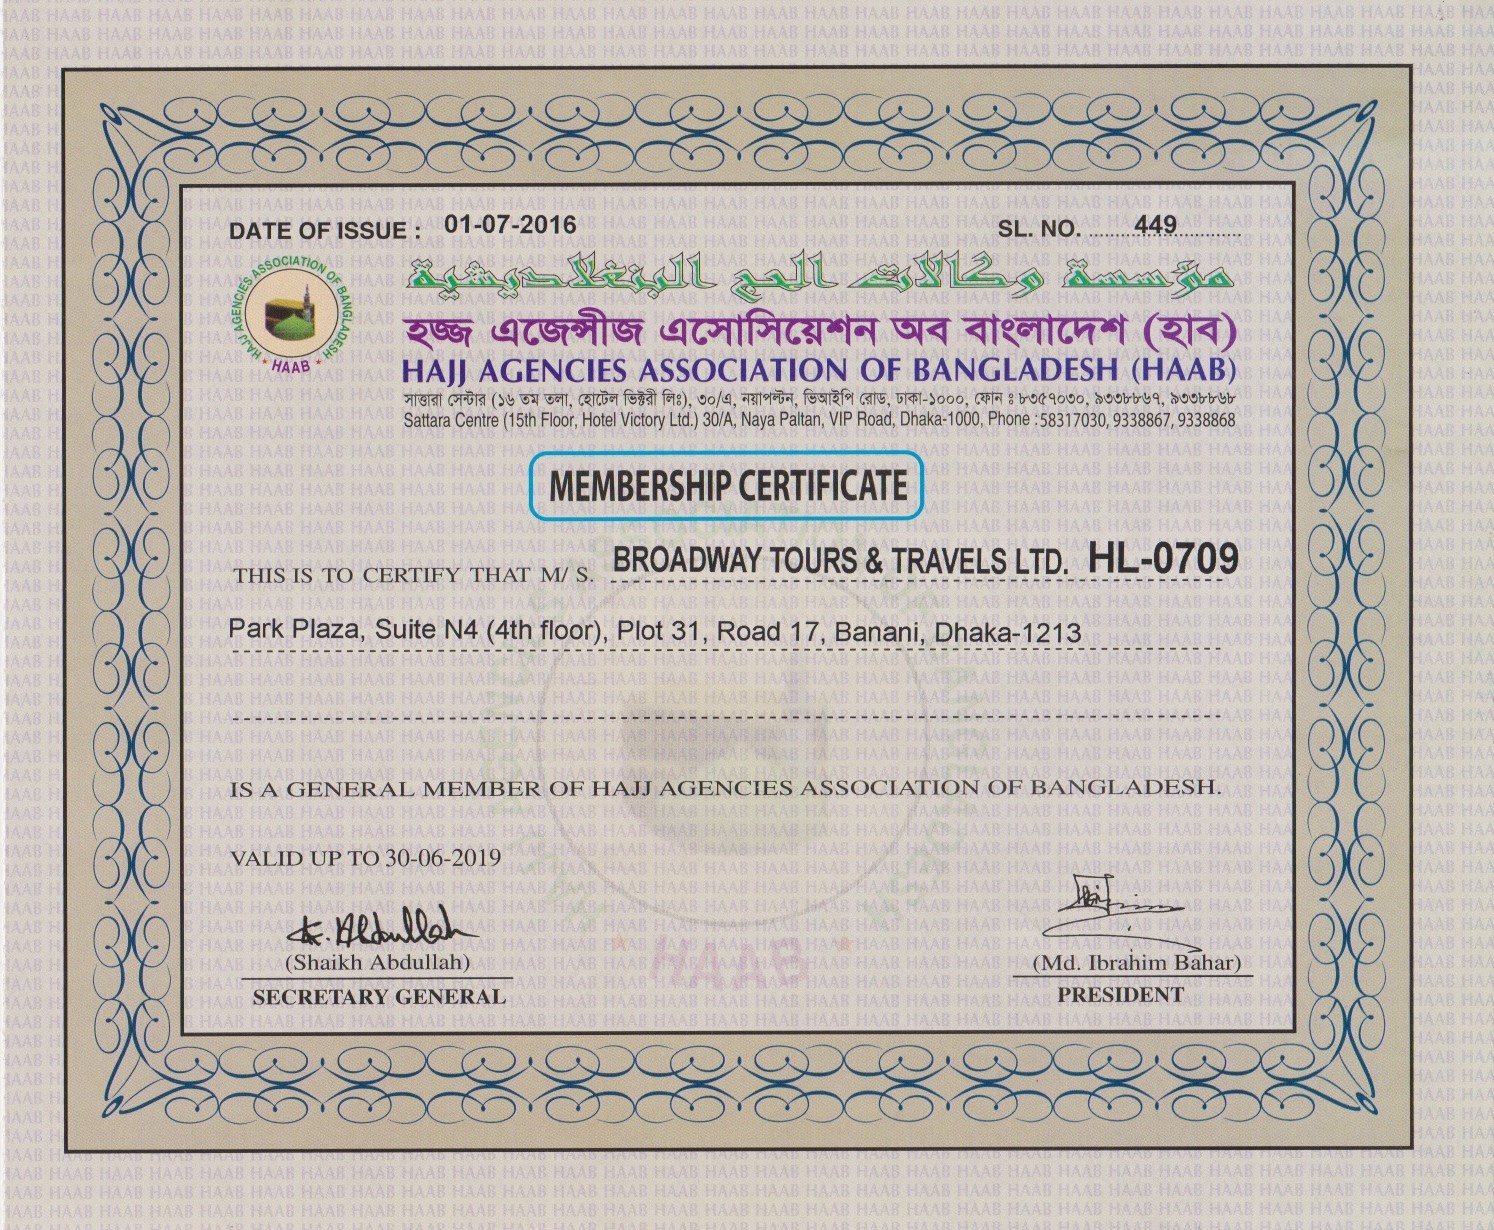 DATE OF ISSUE : 01-07-2016
SL. NO. ........449............
HAJJ AGENCIES ASSOCIATION OF BANGLADESH
* HAAB *
مؤسسة وكالات الحج البنغلاديشية
হজ্জ এজেন্সীজ এসোসিয়েশন অব বাংলাদেশ (হাব)
HAJJ AGENCIES ASSOCIATION OF BANGLADESH (HAAB)
সাত্তারা সেন্টার (১৬ তম তলা, হোটেল ভিক্টরী লিঃ), ৩০/এ, নয়াপল্টন, ভিআইপি রোড, ঢাকা-১০০০, ফোন ঃ ৮৩৫৭০৩০, ৯৩৩৮৮৬৭, ৯৩৩৮৮৬৮
Sattara Centre (15th Floor, Hotel Victory Ltd.) 30/A, Naya Paltan, VIP Road, Dhaka-1000, Phone :58317030, 9338867, 9338868
MEMBERSHIP CERTIFICATE
THIS IS TO CERTIFY THAT M/ S. BROADWAY TOURS & TRAVELS LTD. HL-0709
Park Plaza, Suite N4 (4th floor), Plot 31, Road 17, Banani, Dhaka-1213
IS A GENERAL MEMBER OF HAJJ AGENCIES ASSOCIATION OF BANGLADESH.
VALID UP TO 30-06-2019
K. Abdullah
(Shaikh Abdullah)
SECRETARY GENERAL
(Md. Ibrahim Bahar)
PRESIDENT
HAAB